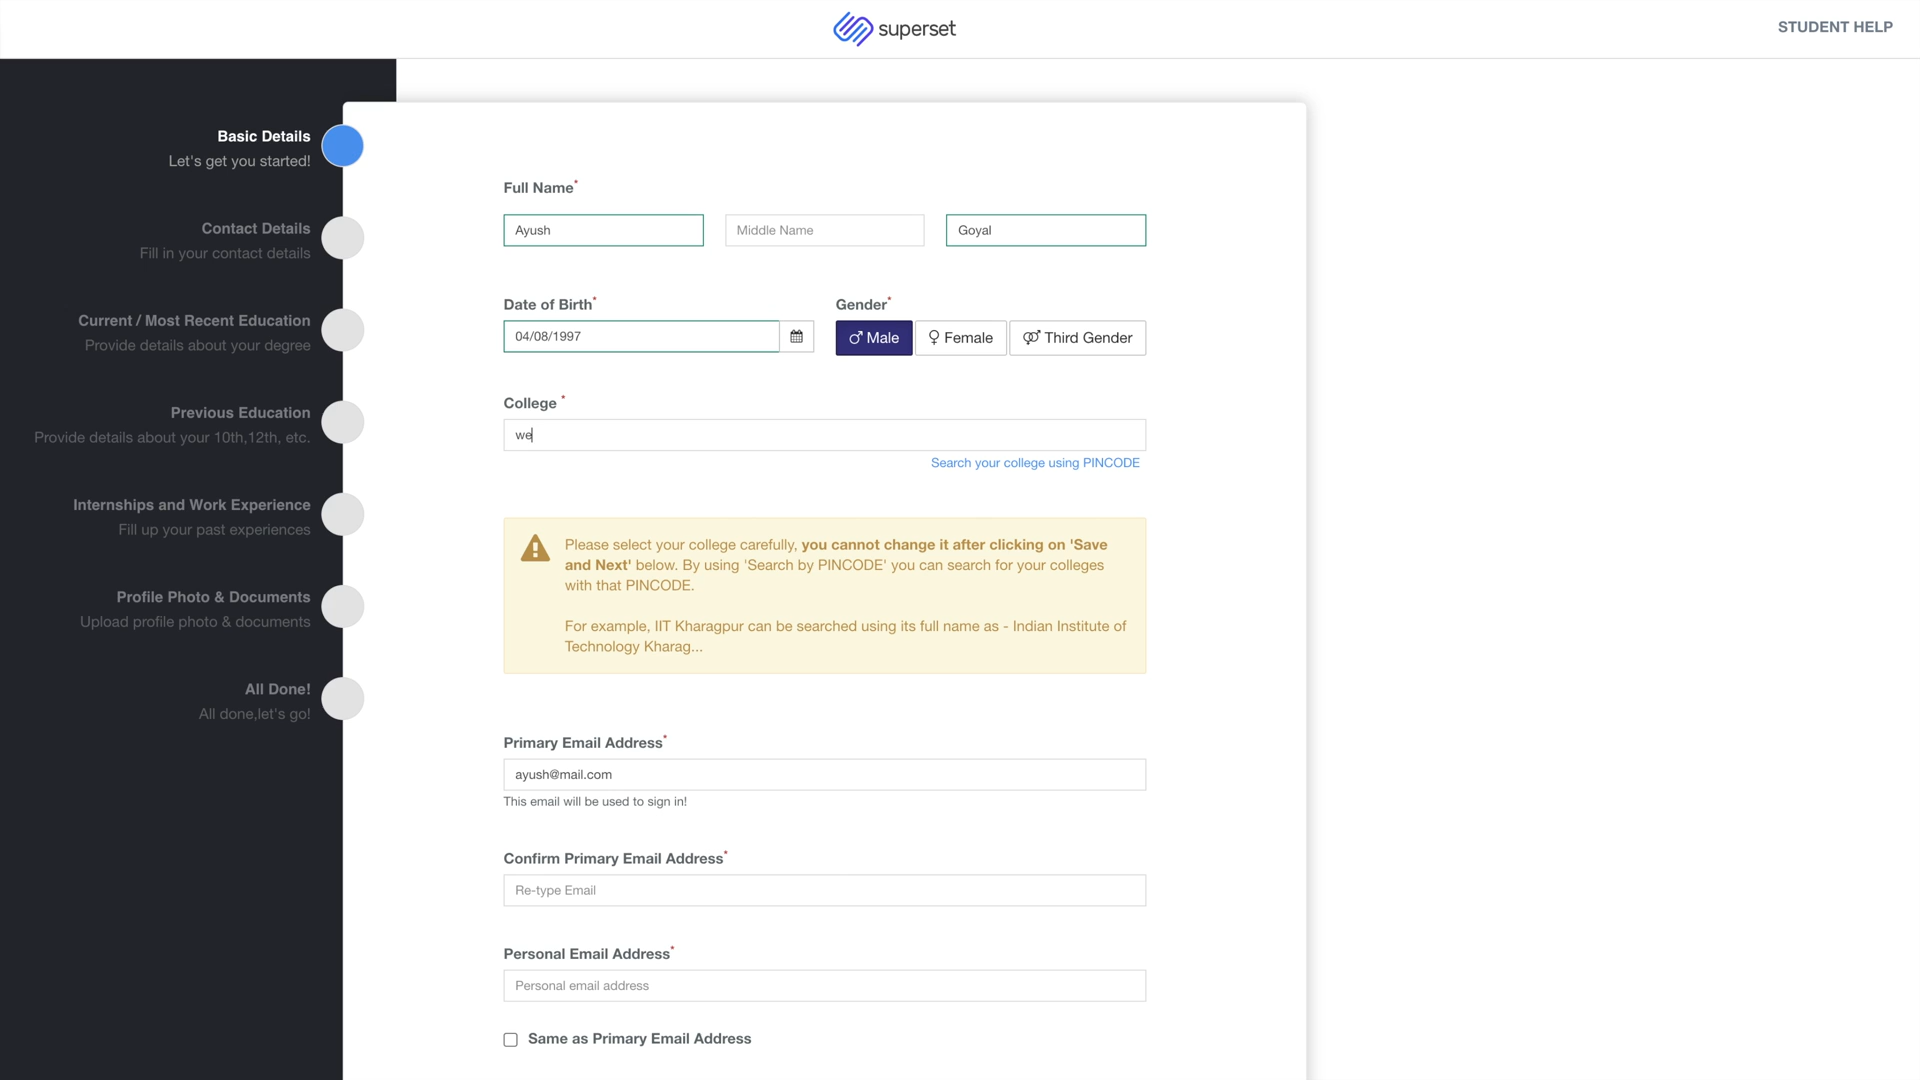 superset
STUDENT HELP
Basic Details
Let's get you started!
Contact Details
Fill in your contact details
Current / Most Recent Education
Provide details about your degree
Previous Education
Provide details about your 10th,12th, etc.
Internships and Work Experience
Fill up your past experiences
Profile Photo & Documents
Upload profile photo & documents
All Done!
All done,let's go!
Full Name*
Ayush Middle Name Goyal
Date of Birth* Gender*
04/08/1997 Male Female Third Gender
College *
we
Search your college using PINCODE
Please select your college carefully, you cannot change it after clicking on 'Save
and Next' below. By using 'Search by PINCODE' you can search for your colleges
with that PINCODE.
For example, IIT Kharagpur can be searched using its full name as - Indian Institute of
Technology Kharag...
Primary Email Address*
ayush@mail.com
This email will be used to sign in!
Confirm Primary Email Address*
Re-type Email
Personal Email Address*
Personal email address
Same as Primary Email Address